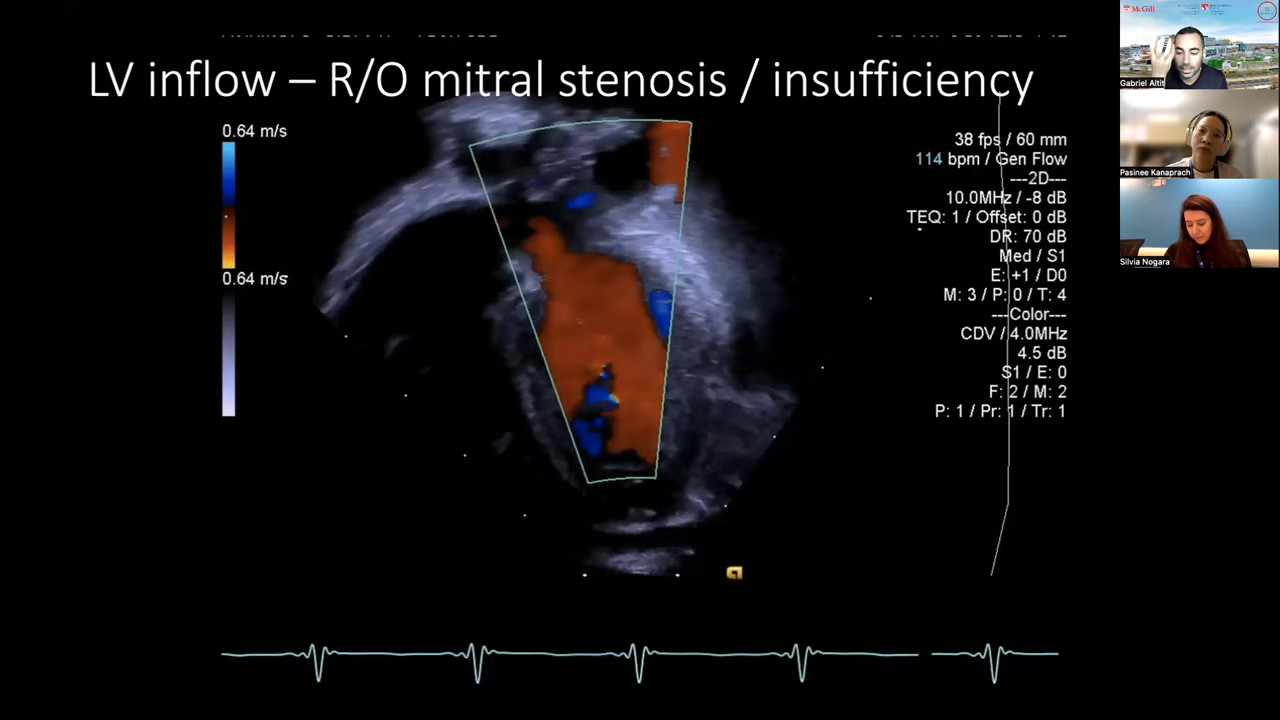 LV inflow – R/O mitral stenosis / insufficiency
0.64 m/s
0.64 m/s
38 fps / 60 mm
114 bpm / Gen Flow
---2D---
10.0MHz / -8 dB
TEQ: 1 / Offset: 0 dB
DR: 70 dB
Med / S1
E: +1 / D0
M: 3 / P: 0 / T: 4
---Color---
CDV / 4.0MHz
4.5 dB
S1 / E: 0
F: 2 / M: 2
P: 1 / Pr: 1 / Tr: 1
McGill
Gabriel Altit
Pasinee Kanaprach
Silvia Nogara